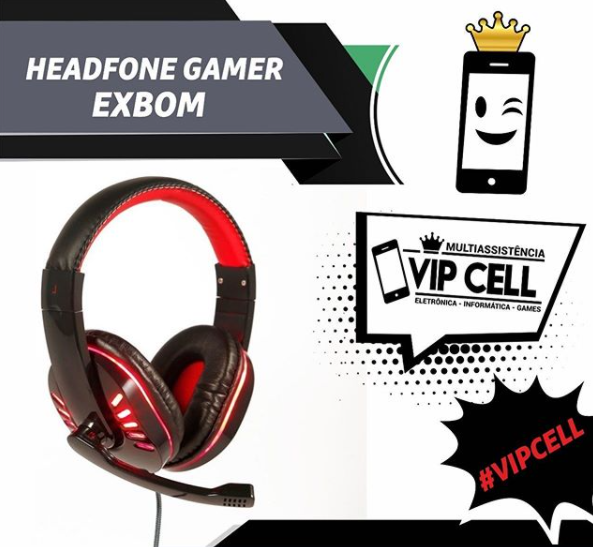 HEADFONE GAMER
EXBOM
MULTIASSISTÊNCIA
VIP CELL
ELETRÔNICA - INFORMÁTICA - GAMES
#VIPCELL